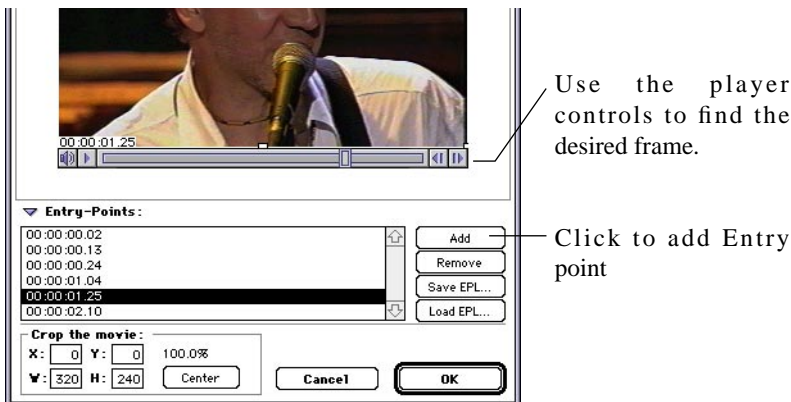 00:00:01.25
Use the player
controls to find the
desired frame.
Entry-Points:
00:00:00.02
00:00:00.13
00:00:00.24
00:00:01.04
00:00:01.25
00:00:02.10
Add
Remove
Save EPL...
Load EPL...
Click to add Entry
point
Crop the movie:
X: 0 Y: 0 100.0%
W: 320 H: 240 Center
Cancel
OK